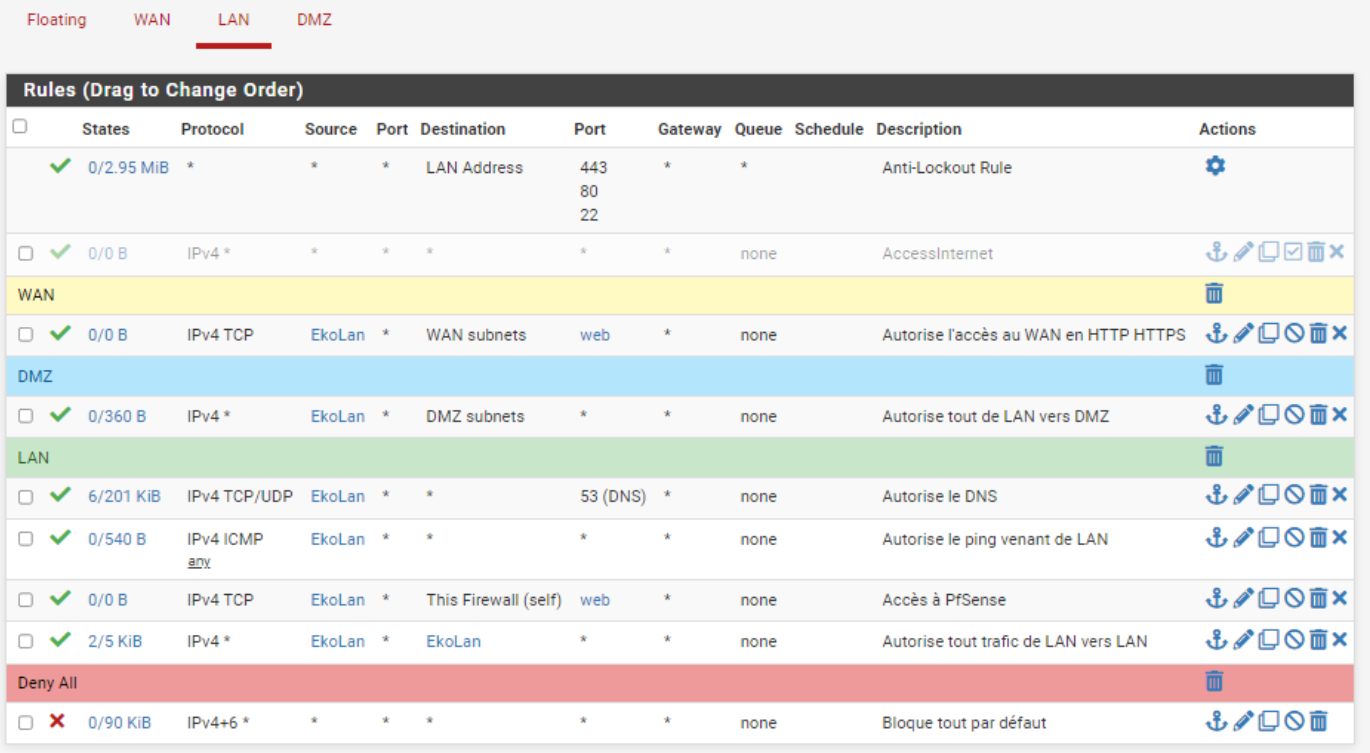 Floating WAN LAN DMZ
Rules (Drag to Change Order)
States Protocol Source Port Destination Port Gateway Queue Schedule Description Actions
0/2.95 MiB * * * LAN Address 443 * * Anti-Lockout Rule
80
22
0/0 B IPv4 * * * * * * none AccessInternet
WAN
0/0 B IPv4 TCP EkoLan * WAN subnets web * none Autorise l'accès au WAN en HTTP HTTPS
DMZ
0/360 B IPv4 * EkoLan * DMZ subnets * * none Autorise tout de LAN vers DMZ
LAN
6/201 KiB IPv4 TCP/UDP EkoLan * * 53 (DNS) * none Autorise le DNS
0/540 B IPv4 ICMP EkoLan * * * * none Autorise le ping venant de LAN
any
0/0 B IPv4 TCP EkoLan * This Firewall (self) web * none Accès à PfSense
2/5 KiB IPv4 * EkoLan * EkoLan * * none Autorise tout trafic de LAN vers LAN
Deny All
0/90 KiB IPv4+6 * * * * * * none Bloque tout par défaut